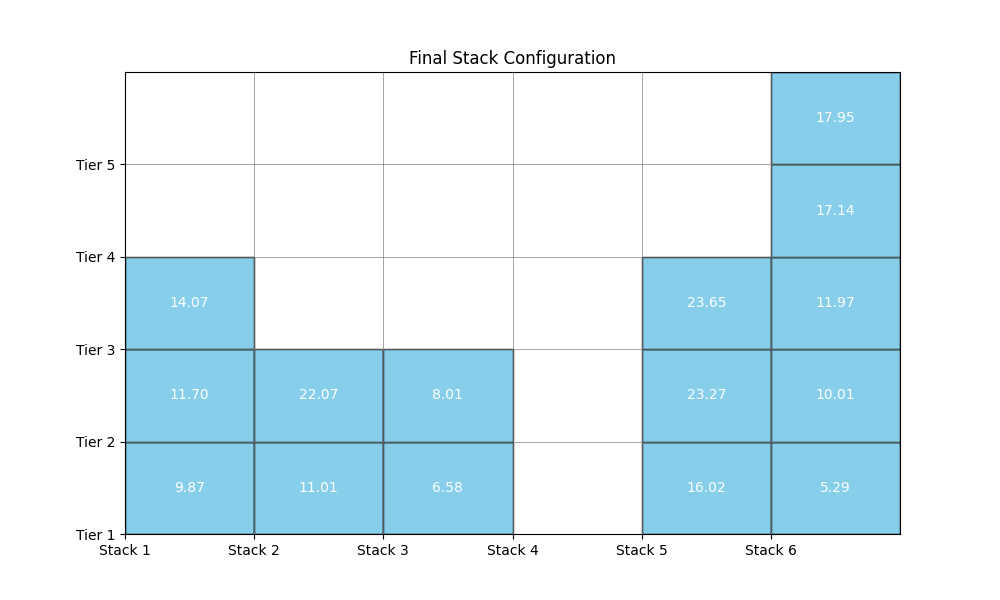 Final Stack Configuration
17.95
Tier 5
17.14
Tier 4
14.07 23.65 11.97
Tier 3
11.70 22.07 8.01 23.27 10.01
Tier 2
9.87 11.01 6.58 16.02 5.29
Tier 1
Stack 1 Stack 2 Stack 3 Stack 4 Stack 5 Stack 6